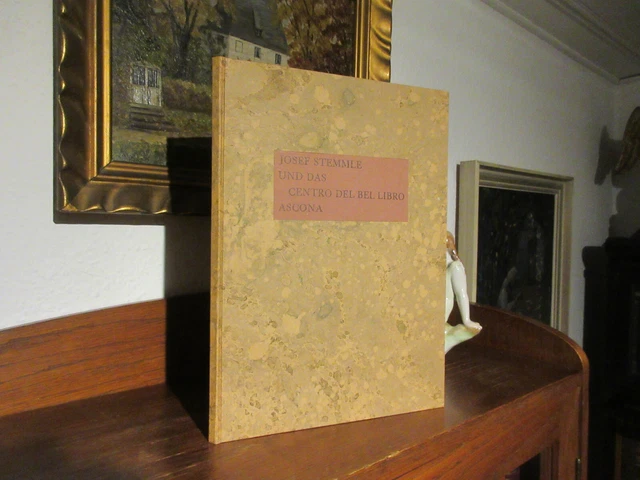 JOSEF STEMMLE
UND DAS
CENTRO DEL BEL LIBRO
ASCONA